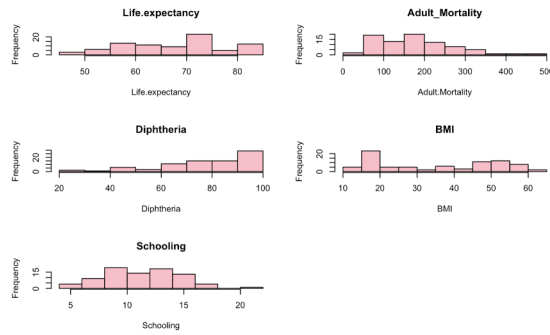 Life.expectancy
Frequency
0 20
50 60 70 80
Life.expectancy
Adult_Mortality
Frequency
0 15
0 100 200 300 400 500
Adult.Mortality
Diphtheria
Frequency
0 20
20 40 60 80 100
Diphtheria
BMI
Frequency
0 20
10 20 30 40 50 60
BMI
Schooling
Frequency
0 15
5 10 15 20
Schooling